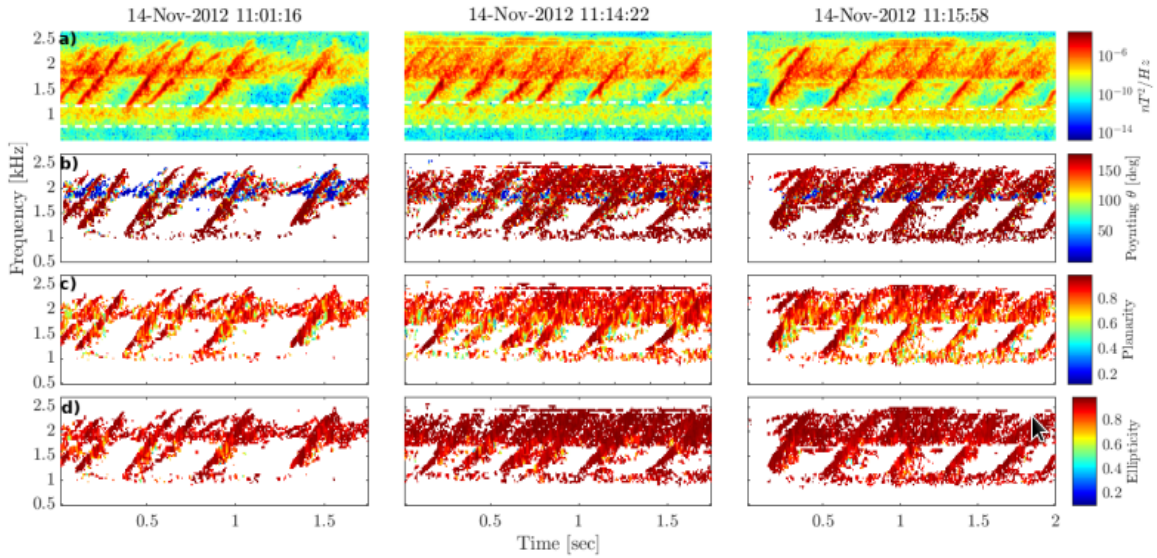 14-Nov-2012 11:01:16 14-Nov-2012 11:14:22 14-Nov-2012 11:15:58
a)
2.5
2
1.5
1
0.5
10^-6
10^-10
10^-14
nT²/Hz
b)
2.5
2
1.5
1
0.5
150
100
50
Poynting θ [deg]
c)
2.5
2
1.5
1
0.5
0.8
0.6
0.4
0.2
Planarity
d)
2.5
2
1.5
1
0.5
0.8
0.6
0.4
0.2
Ellipticity
Frequency [kHz]
0.5 1 1.5 0.5 1 1.5 0.5 1 1.5 2
Time [sec]